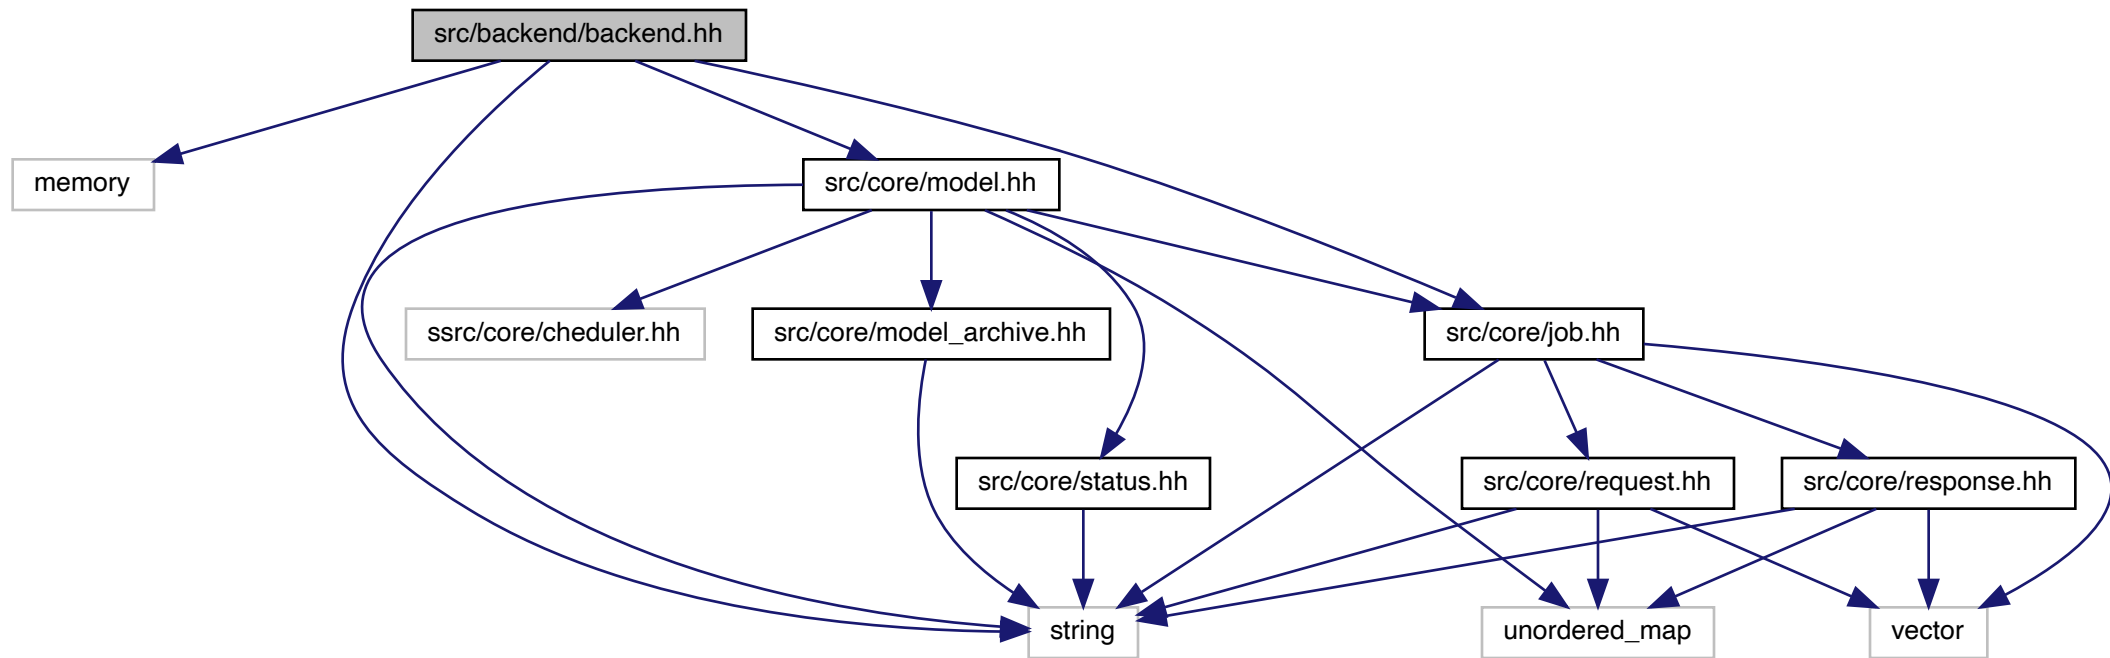 src/backend/backend.hh
memory
src/core/model.hh
ssrc/core/cheduler.hh
src/core/model_archive.hh
src/core/job.hh
src/core/status.hh
src/core/request.hh
src/core/response.hh
string
unordered_map
vector